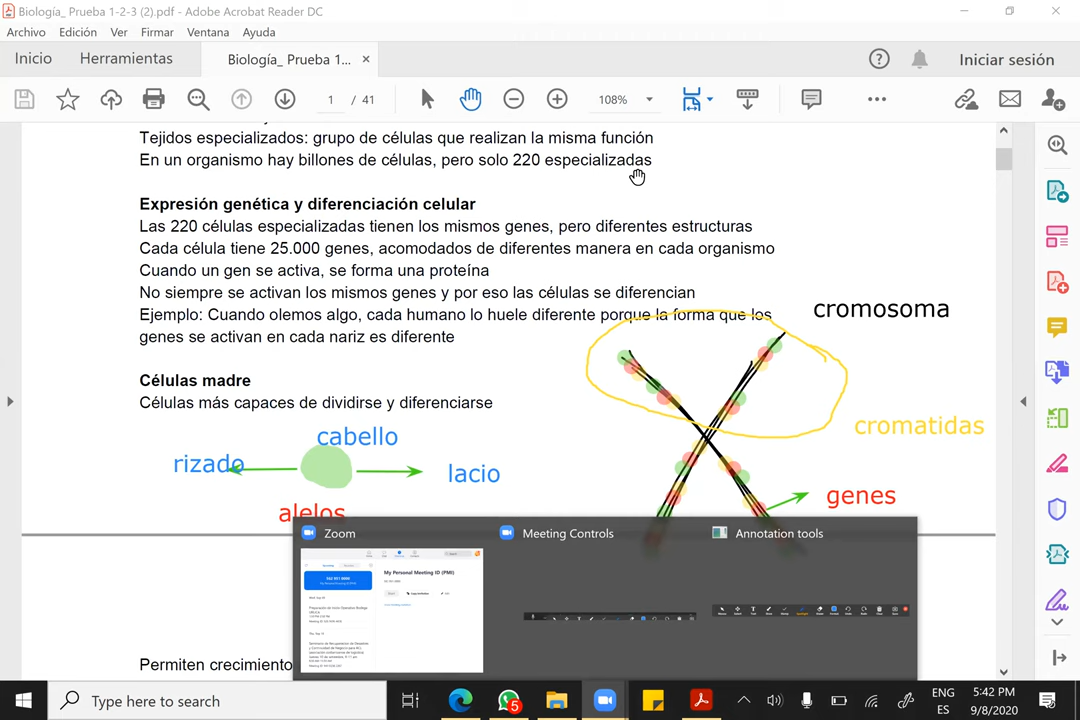 Biología_ Prueba 1-2-3 (2).pdf - Adobe Acrobat Reader DC
Archivo Edición Ver Firmar Ventana Ayuda
Inicio Herramientas Biología_ Prueba 1... × Iniciar sesión
1 / 41 108%
Tejidos especializados: grupo de células que realizan la misma función
En un organismo hay billones de células, pero solo 220 especializadas
Expresión genética y diferenciación celular
Las 220 células especializadas tienen los mismos genes, pero diferentes estructuras
Cada célula tiene 25.000 genes, acomodados de diferentes manera en cada organismo
Cuando un gen se activa, se forma una proteína
No siempre se activan los mismos genes y por eso las células se diferencian
Ejemplo: Cuando olemos algo, cada humano lo huele diferente porque la forma que los
genes se activan en cada nariz es diferente
cromosoma
Células madre
Células más capaces de dividirse y diferenciarse
cromatidas
cabello
rizado
lacio
genes
alelos
Zoom Meeting Controls Annotation tools
My Personal Meeting ID (PMI)
Permiten crecimiento
Type here to search
5
ENG
ES
5:42 PM
9/8/2020